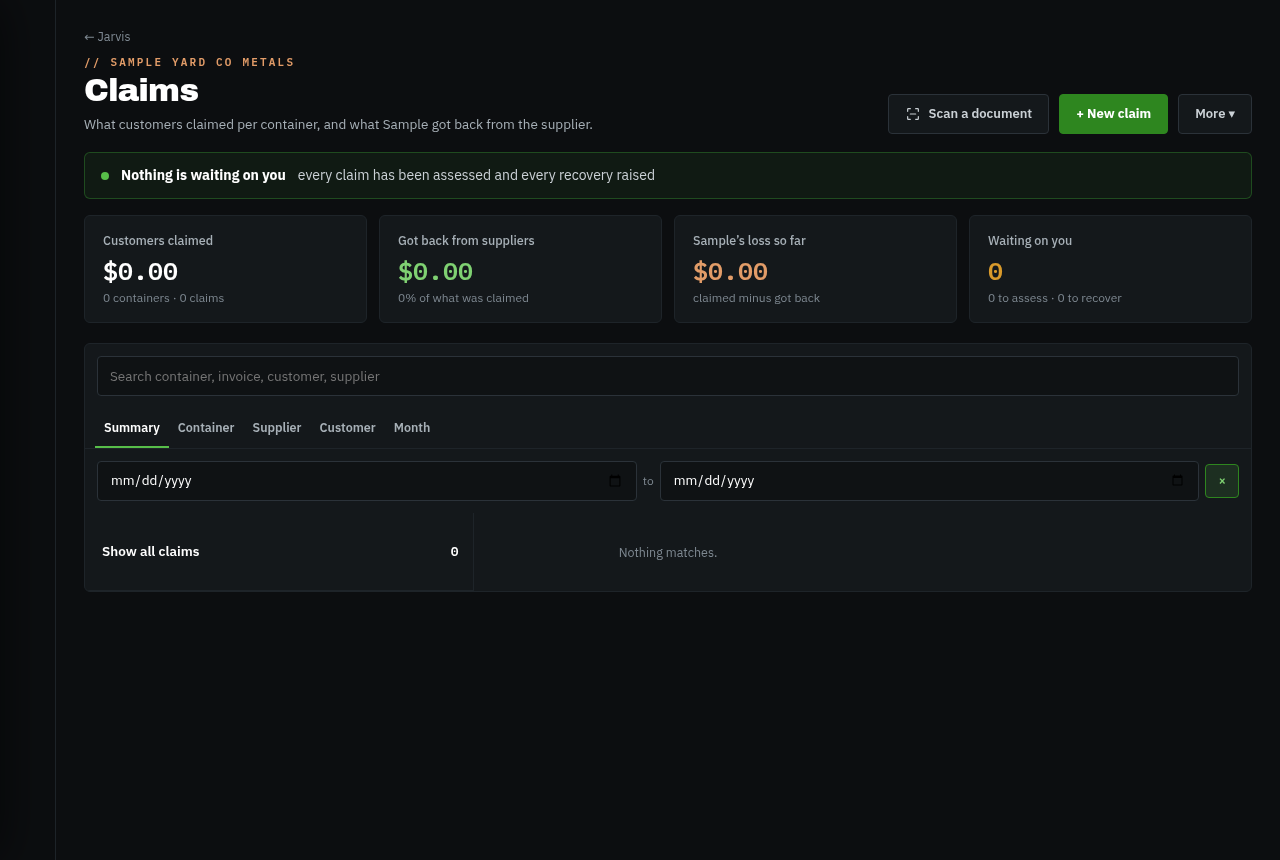 ← Jarvis
// SAMPLE YARD CO METALS
Claims
What customers claimed per container, and what Sample got back from the supplier.
Scan a document
+ New claim
More ▾
Nothing is waiting on you every claim has been assessed and every recovery raised
Customers claimed
$0.00
0 containers · 0 claims
Got back from suppliers
$0.00
0% of what was claimed
Sample's loss so far
$0.00
claimed minus got back
Waiting on you
0
0 to assess · 0 to recover
Search container, invoice, customer, supplier
Summary Container Supplier Customer Month
mm/dd/yyyy to mm/dd/yyyy ×
Show all claims 0
Nothing matches.